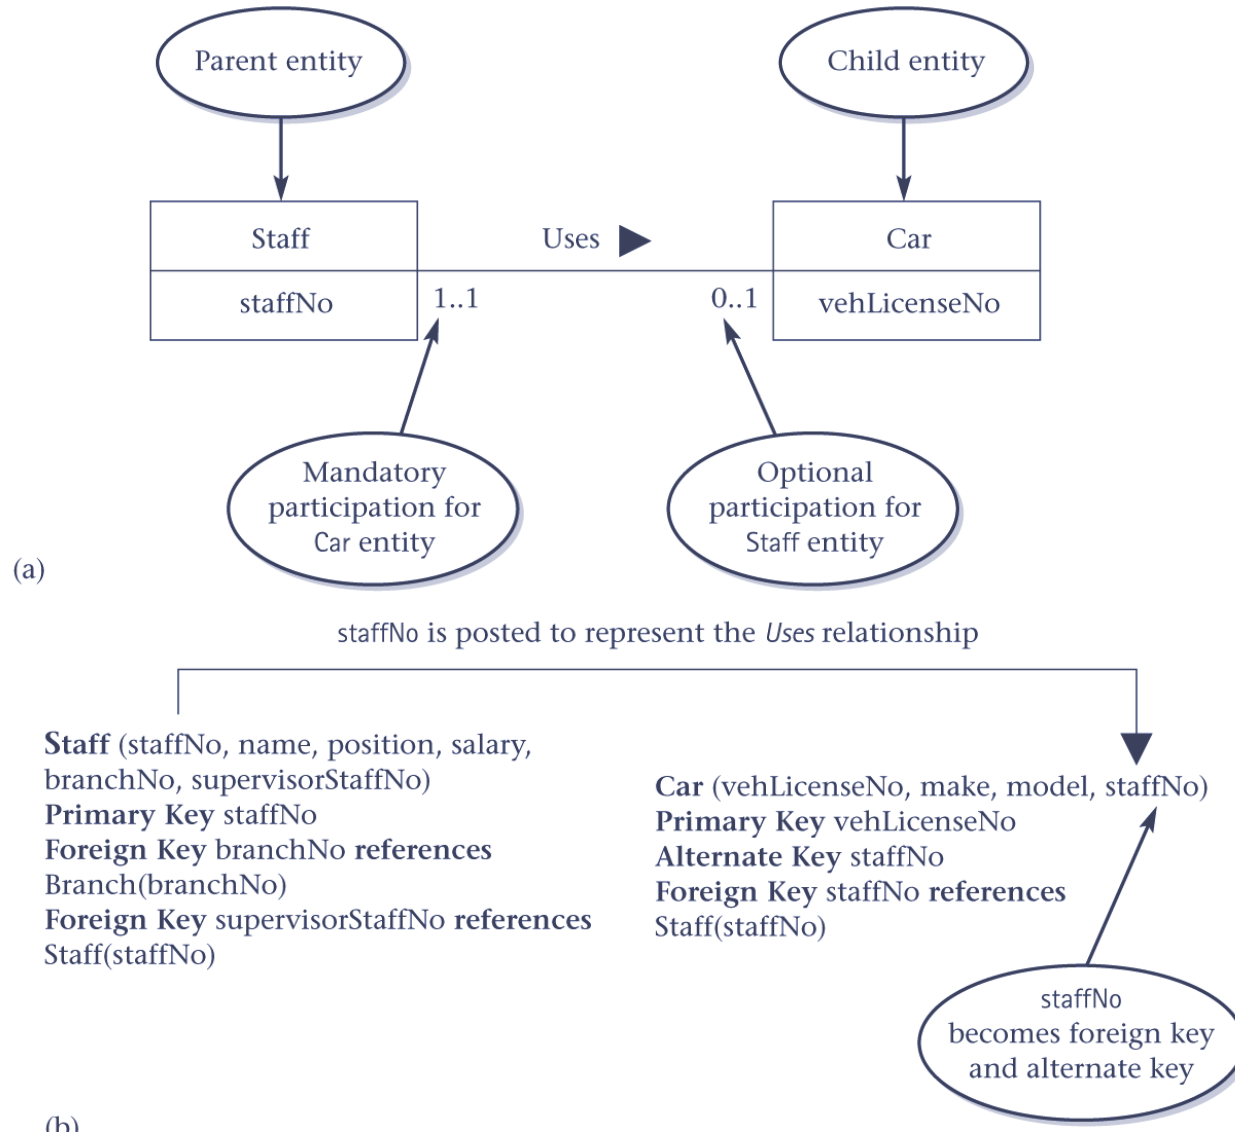 Parent entity
Child entity
Staff
Uses
Car
staffNo
1..1
0..1
vehLicenseNo
Mandatory
participation for
Car entity
Optional
participation for
Staff entity
(a)
staffNo is posted to represent the Uses relationship
Staff (staffNo, name, position, salary,
branchNo, supervisorStaffNo)
Primary Key staffNo
Foreign Key branchNo references
Branch(branchNo)
Foreign Key supervisorStaffNo references
Staff(staffNo)
Car (vehLicenseNo, make, model, staffNo)
Primary Key vehLicenseNo
Alternate Key staffNo
Foreign Key staffNo references
Staff(staffNo)
staffNo
becomes foreign key
and alternate key
(b)